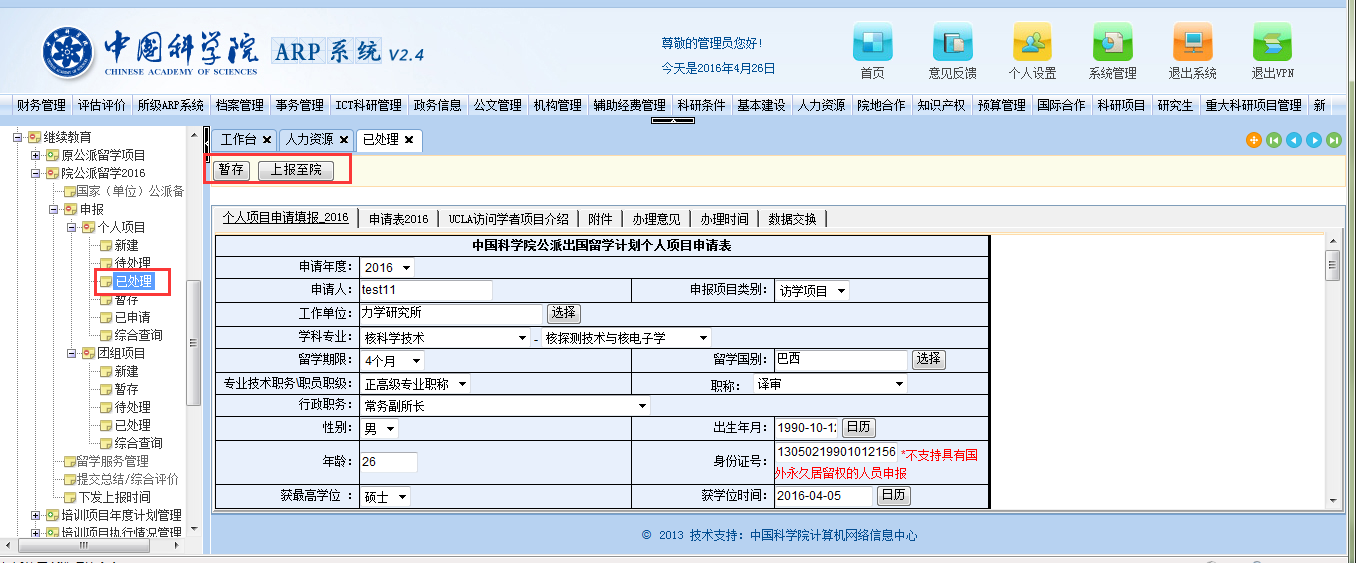 中国科学院 ARP系统 V2.4
CHINESE ACADEMY OF SCIENCES
尊敬的管理员您好!
今天是2016年4月26日
首页 意见反馈 个人设置 系统管理 退出系统 退出VPN
财务管理 评估评价 所级ARP系统 档案管理 事务管理 ICT科研管理 政务信息 公文管理 机构管理 辅助经费管理 科研条件 基本建设 人力资源 院地合作 知识产权 预算管理 国际合作 科研项目 研究生 重大科研项目管理 新
继续教育
原公派留学项目
院公派留学2016
国家（单位）公派备
申报
个人项目
新建
待处理
已处理
暂存
已申请
综合查询
团组项目
新建
暂存
待处理
已处理
综合查询
留学服务管理
提交总结/综合评价
下发上报时间
培训项目年度计划管理
培训项目执行情况管理
工作台 人力资源 已处理
暂存 上报至院
个人项目申请填报_2016 申请表2016 UCLA访问学者项目介绍 附件 办理意见 办理时间 数据交换
中国科学院公派出国留学计划个人项目申请表
申请年度: 2016
申请人: test11 申报项目类别: 访学项目
工作单位: 力学研究所 选择
学科专业: 核科学技术 - 核探测技术与核电子学
留学期限: 4个月 留学国别: 巴西 选择
专业技术职务\职员职级: 正高级专业职称 职称: 译审
行政职务: 常务副所长
性别: 男 出生年月: 1990-10-12 日历
年龄: 26 身份证号: 13050219901012156 *不支持具有国
外永久居留权的人员申报
获最高学位 : 硕士 获学位时间: 2016-04-05 日历
© 2013 技术支持: 中国科学院计算机网络信息中心